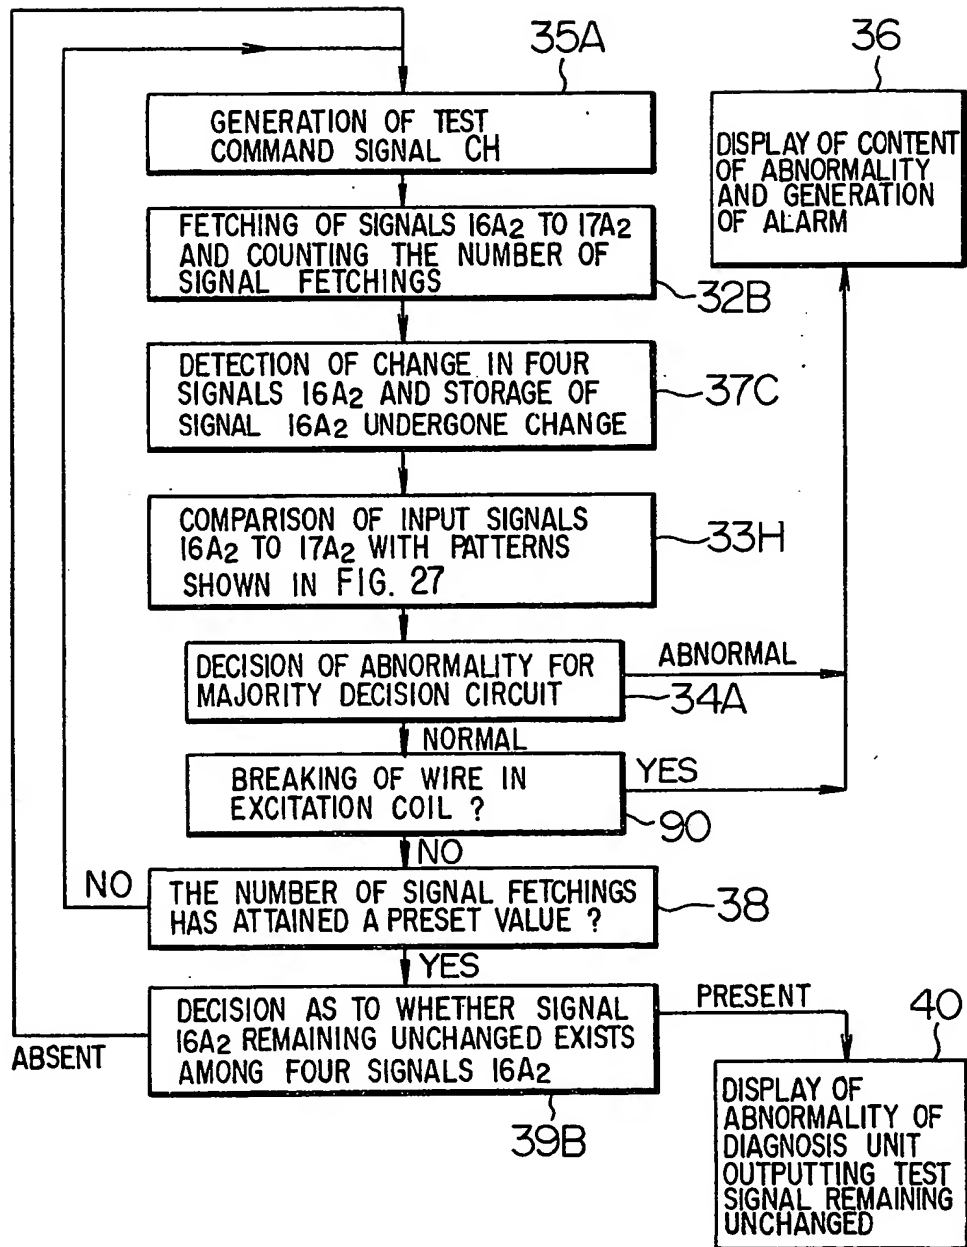 35A
GENERATION OF TEST
COMMAND SIGNAL CH
36
DISPLAY OF CONTENT
OF ABNORMALITY
AND GENERATION
OF ALARM
FETCHING OF SIGNALS 16A2 TO 17A2
AND COUNTING THE NUMBER OF
SIGNAL FETCHINGS
32B
DETECTION OF CHANGE IN FOUR
SIGNALS 16A2 AND STORAGE OF
SIGNAL 16A2 UNDERGONE CHANGE
37C
COMPARISON OF INPUT SIGNALS
16A2 TO 17A2 WITH PATTERNS
SHOWN IN FIG. 27
33H
DECISION OF ABNORMALITY FOR
MAJORITY DECISION CIRCUIT
ABNORMAL
34A
NORMAL
BREAKING OF WIRE IN
EXCITATION COIL ?
YES
90
NO
NO
THE NUMBER OF SIGNAL FETCHINGS
HAS ATTAINED A PRESET VALUE ?
38
YES
DECISION AS TO WHETHER SIGNAL
16A2 REMAINING UNCHANGED EXISTS
AMONG FOUR SIGNALS 16A2
PRESENT
ABSENT
39B
40
DISPLAY OF
ABNORMALITY OF
DIAGNOSIS UNIT
OUTPUTTING TEST
SIGNAL REMAINING
UNCHANGED